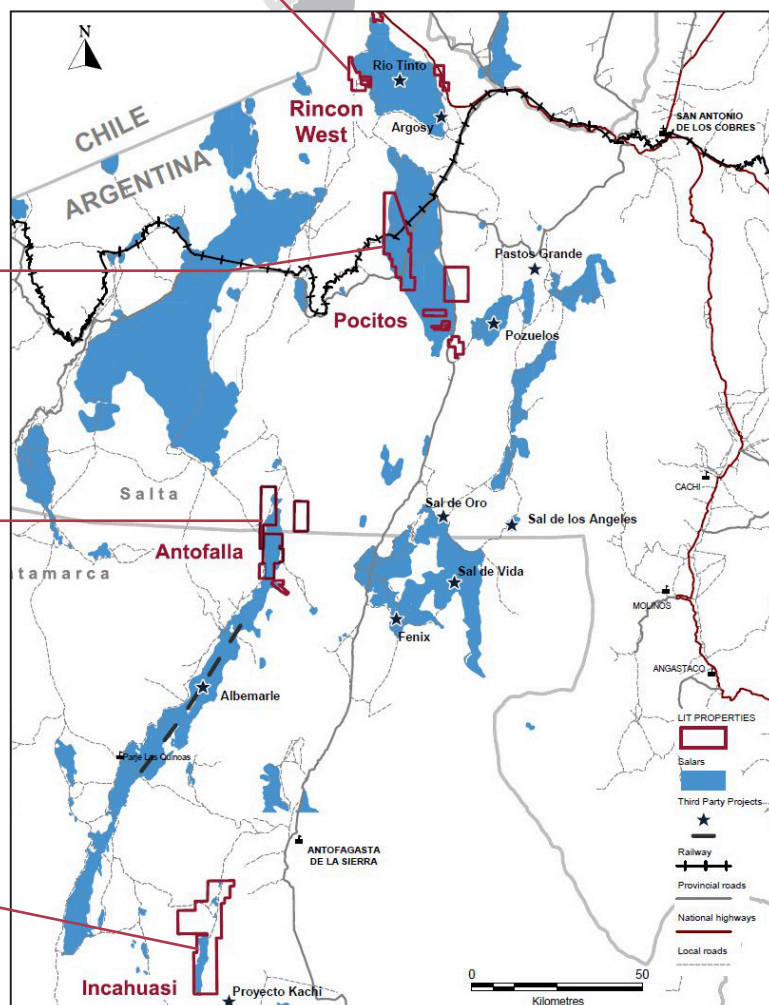 N
Rio Tinto
CHILE
Rincon
West
SAN ANTONIO
DE LOS COBRES
Argosy
ARGENTINA
Pastos Grande
Pocitos
Pozuelos
CACHI
Salta
Sal de Oro
Sal de los Angeles
Antofalla
tamarca
Sal de Vida
MOLINOS
Fenix
ANGASTACO
Albemarle
LIT PROPERTIES
Salars
Parje Las Quinoas
Third Party Projects
ANTOFAGASTA
DE LA SIERRA
Railway
Provincial roads
National highways
Local roads
0 50
Kilometres
Incahuasi
Proyecto Kachi